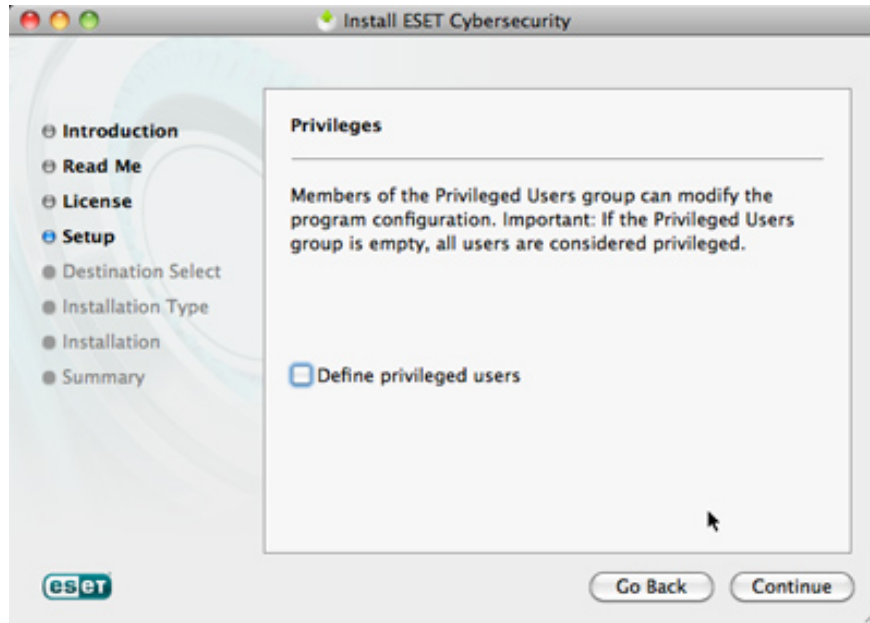 Install ESET Cybersecurity
Introduction
Read Me
License
Setup
Destination Select
Installation Type
Installation
Summary
Privileges
Members of the Privileged Users group can modify the
program configuration. Important: If the Privileged Users
group is empty, all users are considered privileged.
Define privileged users
eseT
Go Back
Continue